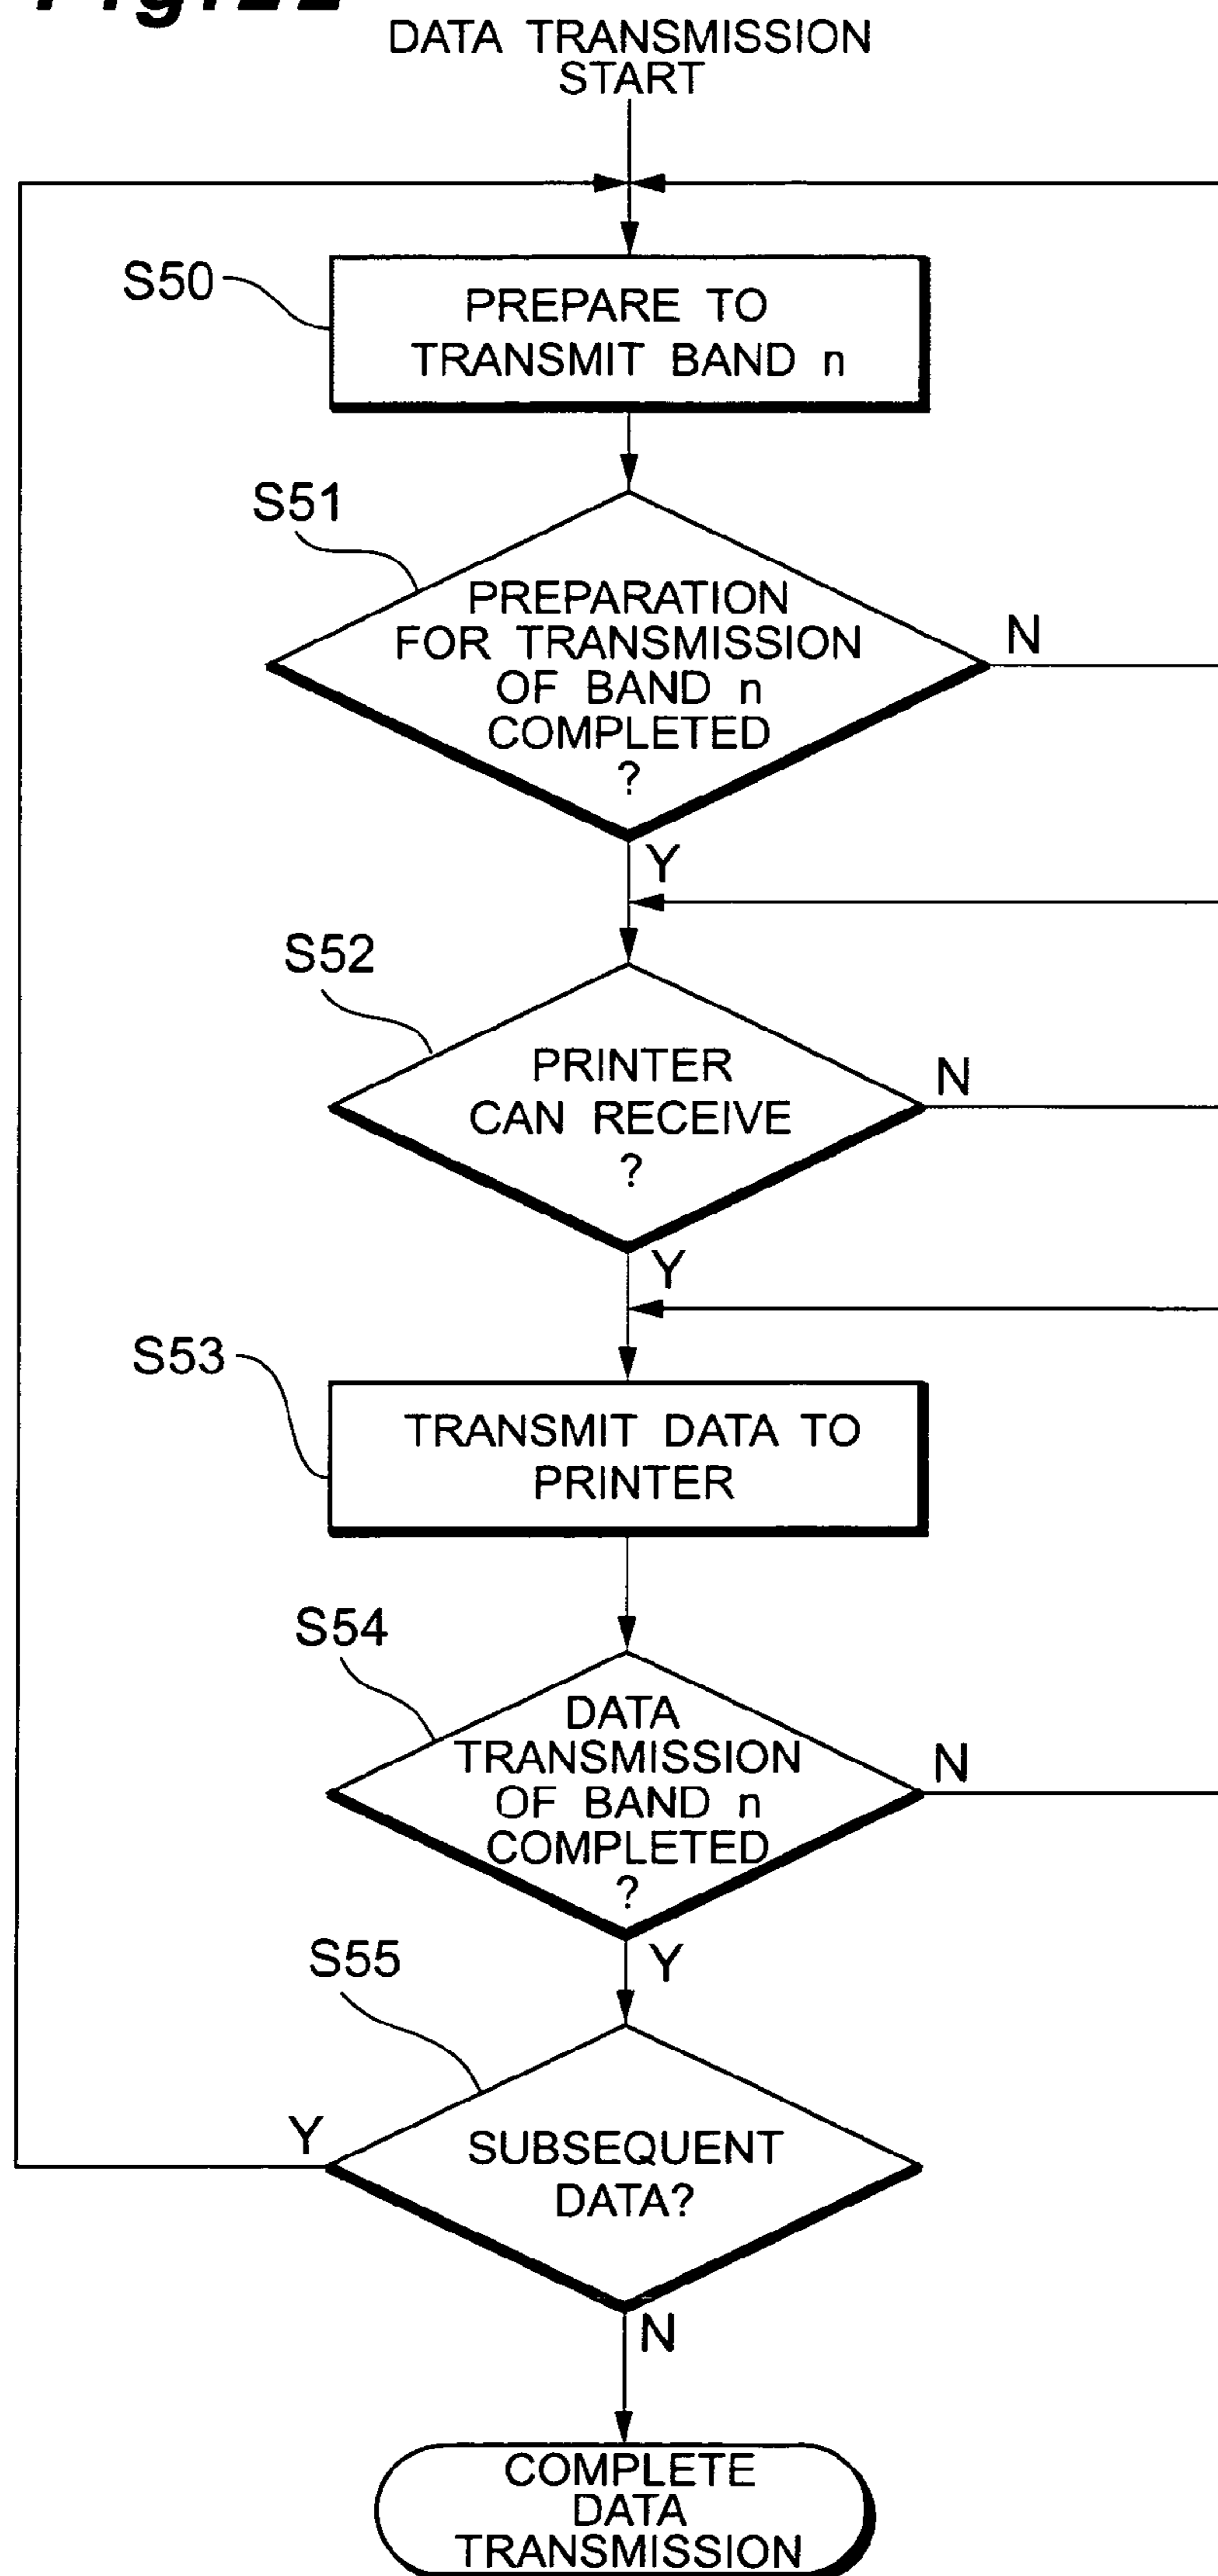 DATA TRANSMISSION
START
S50
PREPARE TO
TRANSMIT BAND n
S51
PREPARATION
FOR TRANSMISSION
OF BAND n
COMPLETED
?
N
Y
S52
PRINTER
CAN RECEIVE
?
N
Y
S53
TRANSMIT DATA TO
PRINTER
S54
DATA
TRANSMISSION
OF BAND n
COMPLETED
?
N
Y
S55
SUBSEQUENT
DATA?
Y
N
COMPLETE
DATA
TRANSMISSION